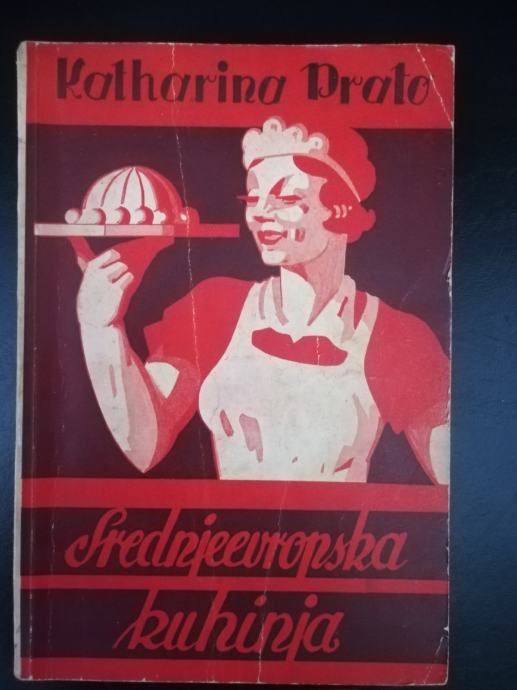 Katharina Prato
Srednjeevropska
kuhinja